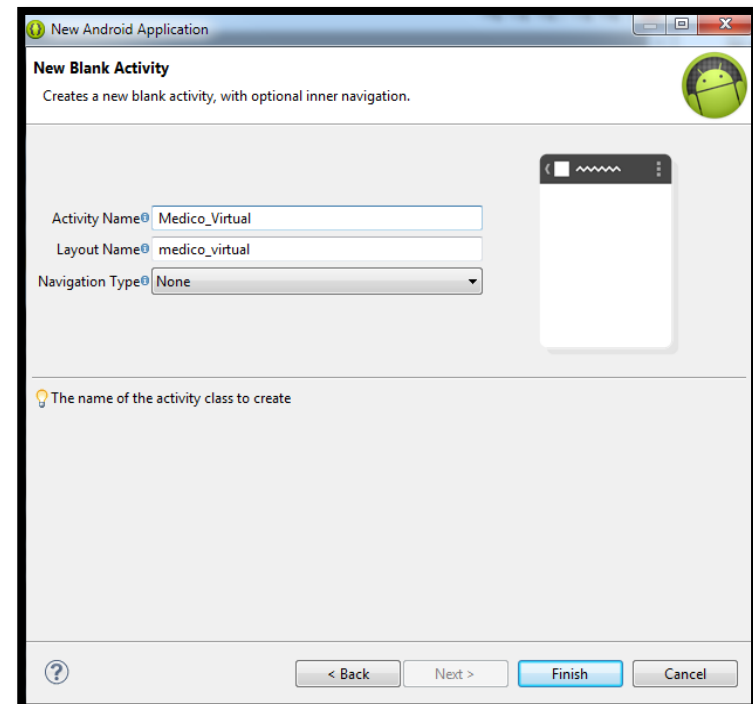 New Android Application
New Blank Activity
Creates a new blank activity, with optional inner navigation.
Activity Name Medico_Virtual
Layout Name medico_virtual
Navigation Type None
The name of the activity class to create
? < Back Next > Finish Cancel